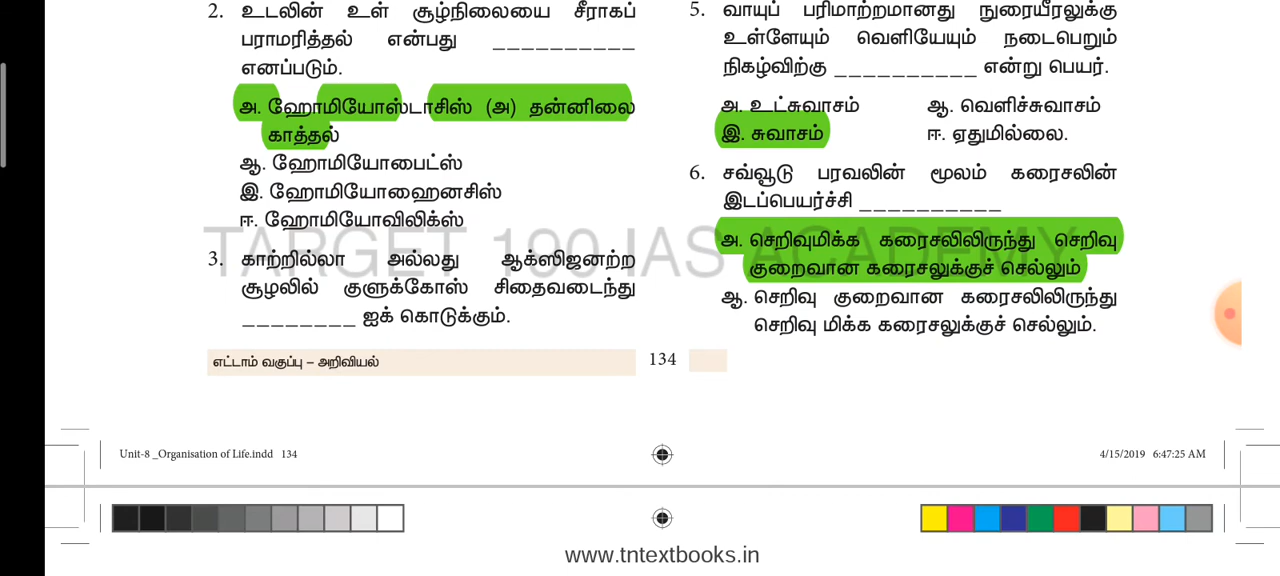 2. உடலின் உள் சூழ்நிலையை சீராகப்
பராமரித்தல் என்பது __________
எனப்படும்.
அ. ஹோமியோஸ்டாசிஸ் (அ) தன்னிலை
காத்தல்
ஆ. ஹோமியோபைட்ஸ்
இ. ஹோமியோஹைனசிஸ்
ஈ. ஹோமியோவிலிக்ஸ்
3. காற்றில்லா அல்லது ஆக்ஸிஜனற்ற
சூழலில் குளுக்கோஸ் சிதைவடைந்து
________ ஐக் கொடுக்கும்.
5. வாயுப் பரிமாற்றமானது நுரையீரலுக்கு
உள்ளேயும் வெளியேயும் நடைபெறும்
நிகழ்விற்கு __________ என்று பெயர்.
அ. உட்சுவாசம் ஆ. வெளிச்சுவாசம்
இ. சுவாசம் ஈ. ஏதுமில்லை.
6. சவ்வூடு பரவலின் மூலம் கரைசலின்
இடப்பெயர்ச்சி __________
அ. செறிவுமிக்க கரைசலிலிருந்து செறிவு
குறைவான கரைசலுக்குச் செல்லும்
ஆ. செறிவு குறைவான கரைசலிலிருந்து
செறிவு மிக்க கரைசலுக்குச் செல்லும்.
TARGET 100 IAS ACADEMY
எட்டாம் வகுப்பு – அறிவியல் 134
Unit-8 _Organisation of Life.indd 134 4/15/2019 6:47:25 AM
www.tntextbooks.in